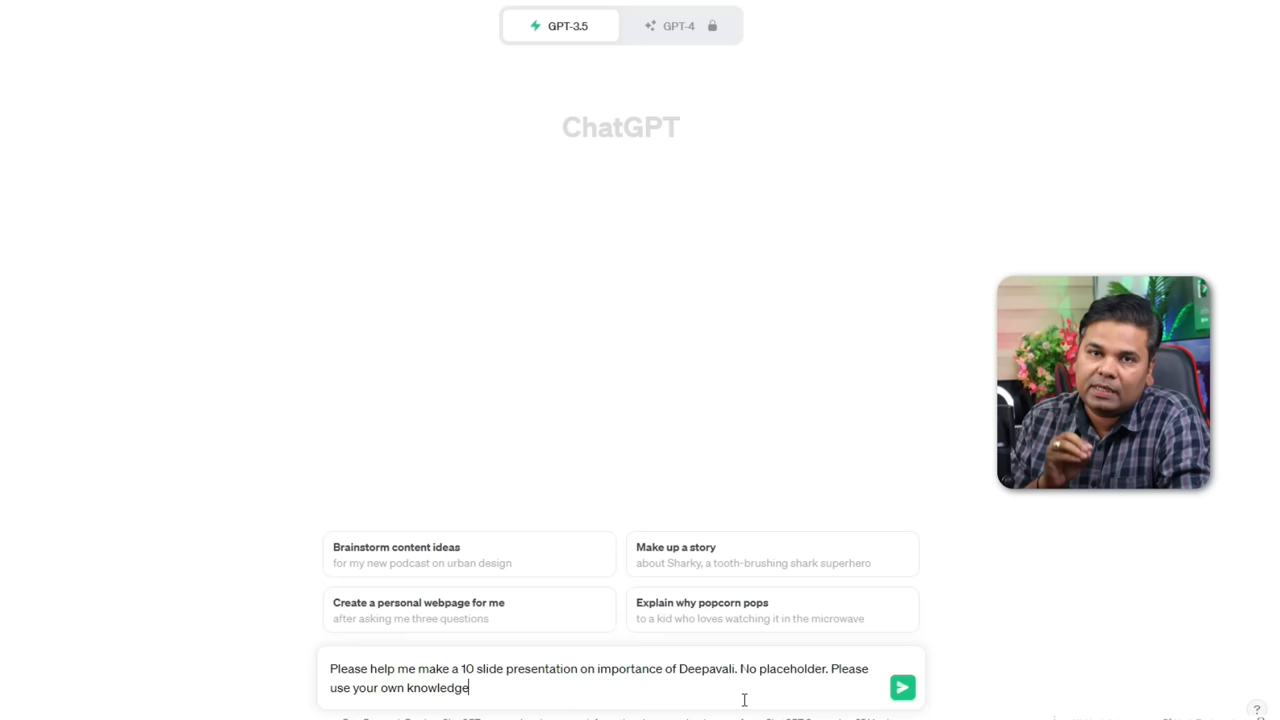 GPT-3.5
GPT-4
ChatGPT
Brainstorm content ideas
for my new podcast on urban design
Make up a story
about Sharky, a tooth-brushing shark superhero
Create a personal webpage for me
after asking me three questions
Explain why popcorn pops
to a kid who loves watching it in the microwave
Please help me make a 10 slide presentation on importance of Deepavali. No placeholder. Please
use your own knowledge
?